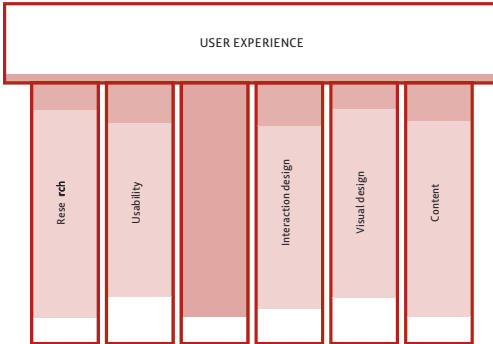 USER EXPERIENCE
Rese rch
Usability
Interaction design
Visual design
Content